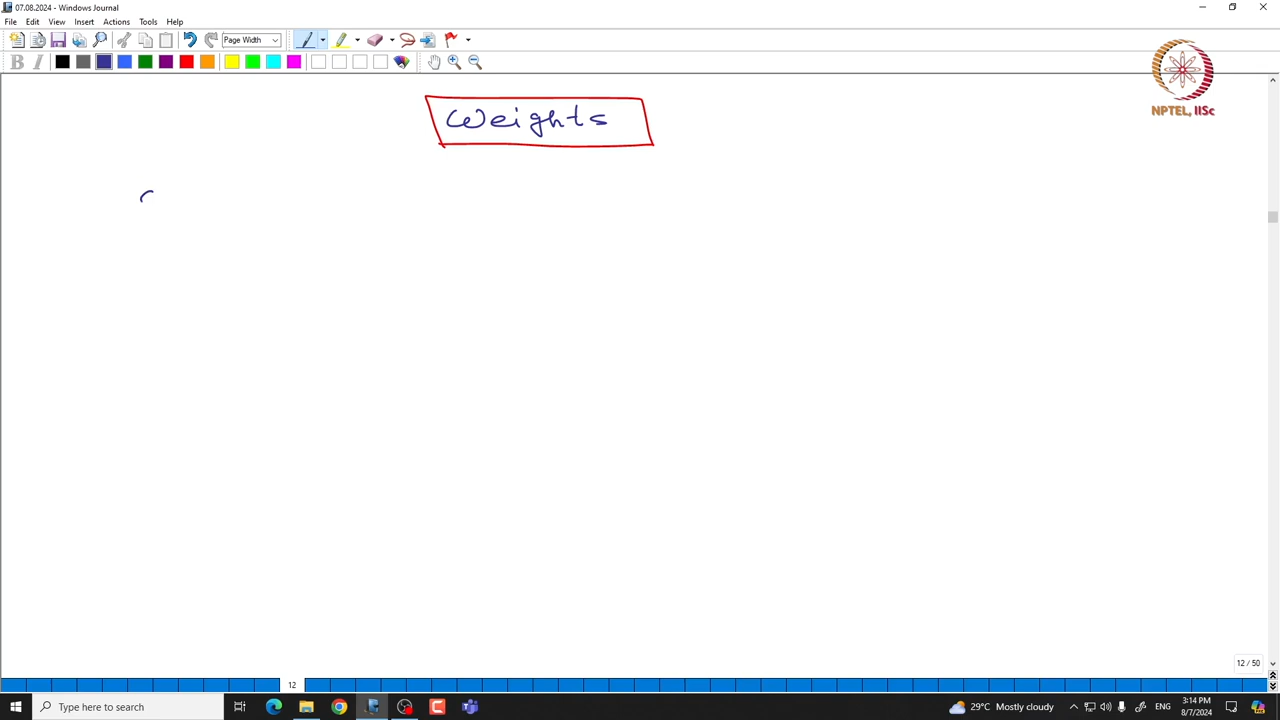 07.08.2024 - Windows Journal
File Edit View Insert Actions Tools Help
Page Width
B I
NPTEL, IISc
Weights
12 / 50
12
Type here to search
29°C Mostly cloudy
ENG
3:14 PM
8/7/2024